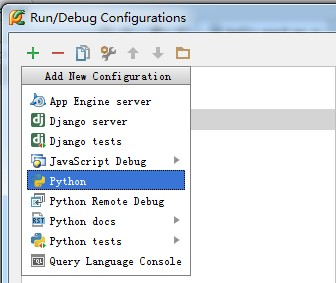 Run/Debug Configurations
Add New Configuration
App Engine server
Django server
Django tests
JavaScript Debug
Python
Python Remote Debug
Python docs
Python tests
Query Language Console